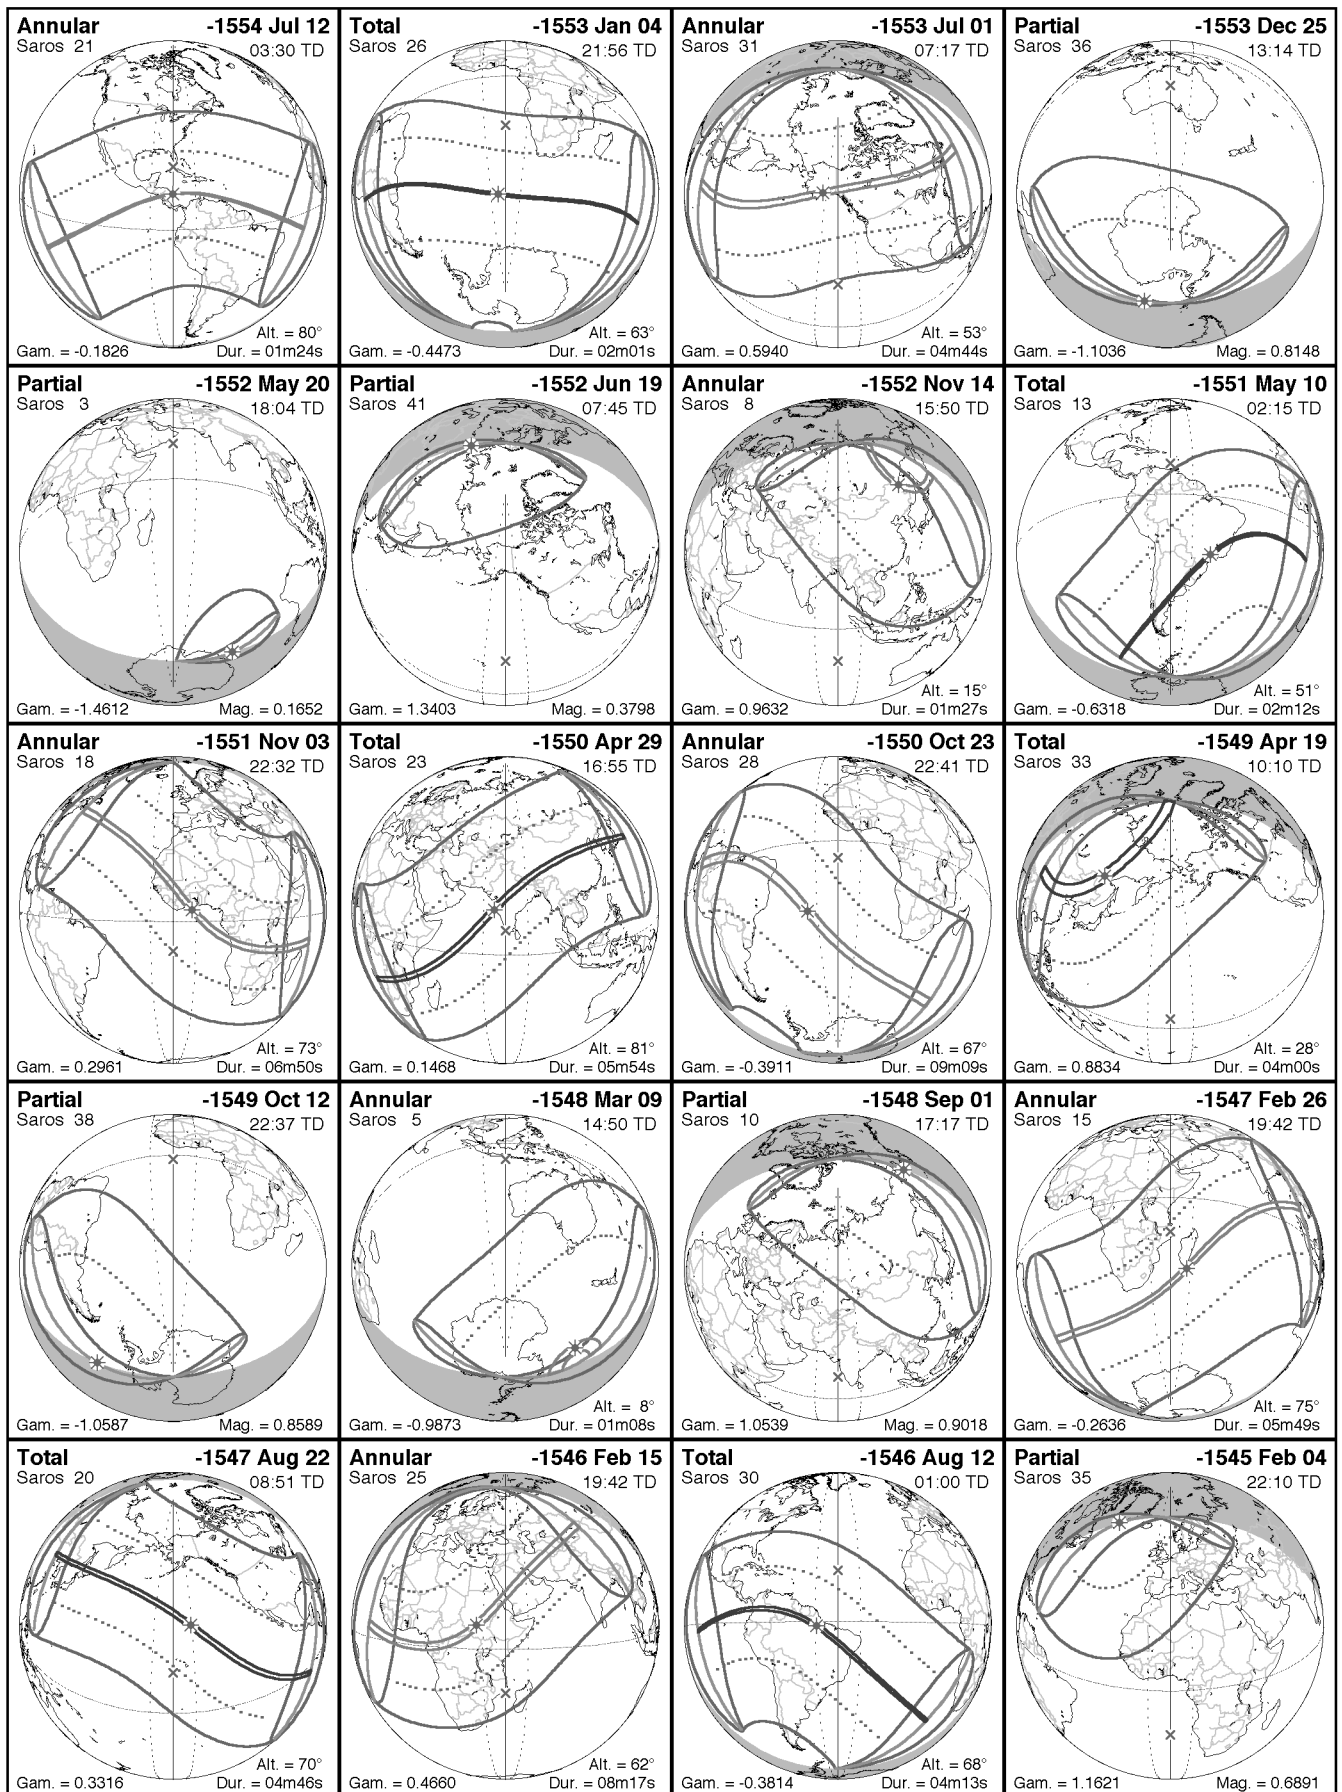 Annular -1554 Jul 12
Saros 21 03:30 TD
Alt. = 80°
Gam. = -0.1826 Dur. = 01m24s
Total -1553 Jan 04
Saros 26 21:56 TD
Alt. = 63°
Gam. = -0.4473 Dur. = 02m01s
Annular -1553 Jul 01
Saros 31 07:17 TD
Alt. = 53°
Gam. = 0.5940 Dur. = 04m44s
Partial -1553 Dec 25
Saros 36 13:14 TD
Gam. = -1.1036 Mag. = 0.8148
Partial -1552 May 20
Saros 3 18:04 TD
Gam. = -1.4612 Mag. = 0.1652
Partial -1552 Jun 19
Saros 41 07:45 TD
Gam. = 1.3403 Mag. = 0.3798
Annular -1552 Nov 14
Saros 8 15:50 TD
Alt. = 15°
Gam. = 0.9632 Dur. = 01m27s
Total -1551 May 10
Saros 13 02:15 TD
Alt. = 51°
Gam. = -0.6318 Dur. = 02m12s
Annular -1551 Nov 03
Saros 18 22:32 TD
Alt. = 73°
Gam. = 0.2961 Dur. = 06m50s
Total -1550 Apr 29
Saros 23 16:55 TD
Alt. = 81°
Gam. = 0.1468 Dur. = 05m54s
Annular -1550 Oct 23
Saros 28 22:41 TD
Alt. = 67°
Gam. = -0.3911 Dur. = 09m09s
Total -1549 Apr 19
Saros 33 10:10 TD
Alt. = 28°
Gam. = 0.8834 Dur. = 04m00s
Partial -1549 Oct 12
Saros 38 22:37 TD
Gam. = -1.0587 Mag. = 0.8589
Annular -1548 Mar 09
Saros 5 14:50 TD
Alt. = 8°
Gam. = -0.9873 Dur. = 01m08s
Partial -1548 Sep 01
Saros 10 17:17 TD
Gam. = 1.0539 Mag. = 0.9018
Annular -1547 Feb 26
Saros 15 19:42 TD
Alt. = 75°
Gam. = -0.2636 Dur. = 05m49s
Total -1547 Aug 22
Saros 20 08:51 TD
Alt. = 70°
Gam. = 0.3316 Dur. = 04m46s
Annular -1546 Feb 15
Saros 25 19:42 TD
Alt. = 62°
Gam. = 0.4660 Dur. = 08m17s
Total -1546 Aug 12
Saros 30 01:00 TD
Alt. = 68°
Gam. = -0.3814 Dur. = 04m13s
Partial -1545 Feb 04
Saros 35 22:10 TD
Gam. = 1.1621 Mag. = 0.6891